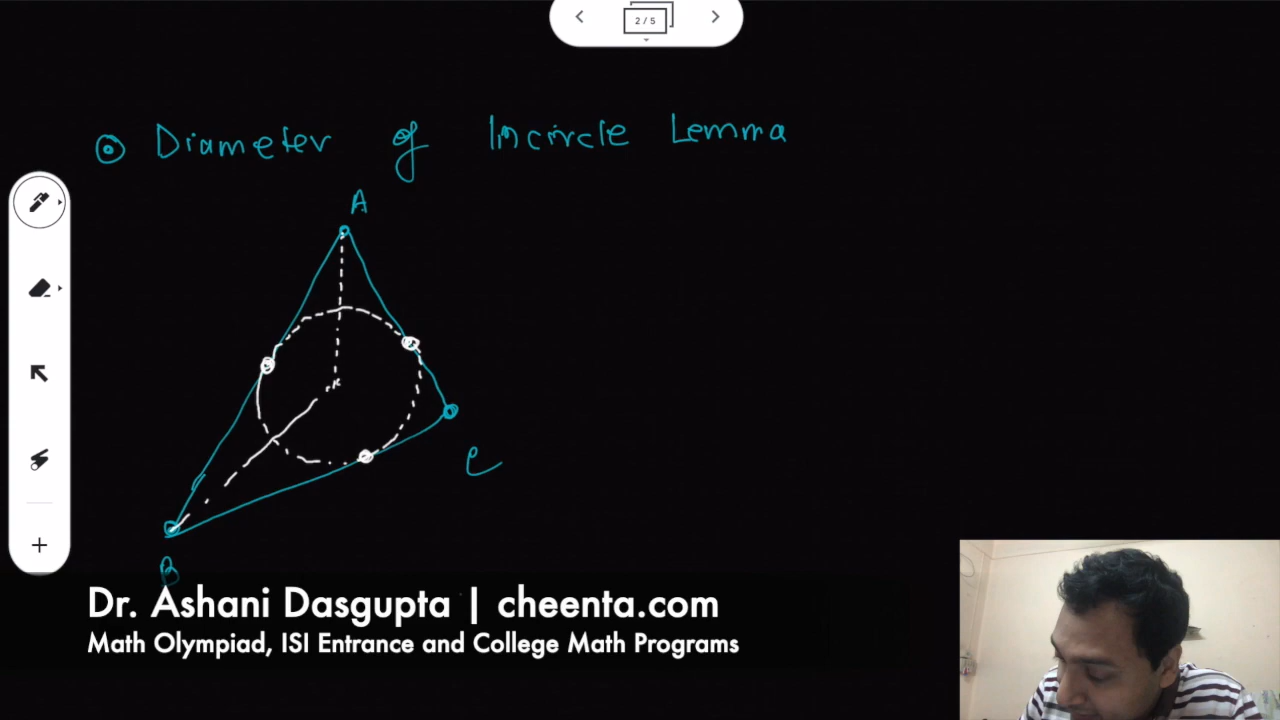 2 / 5
Diameter of Incircle Lemma
A
C
B
Dr. Ashani Dasgupta | cheenta.com
Math Olympiad, ISI Entrance and College Math Programs